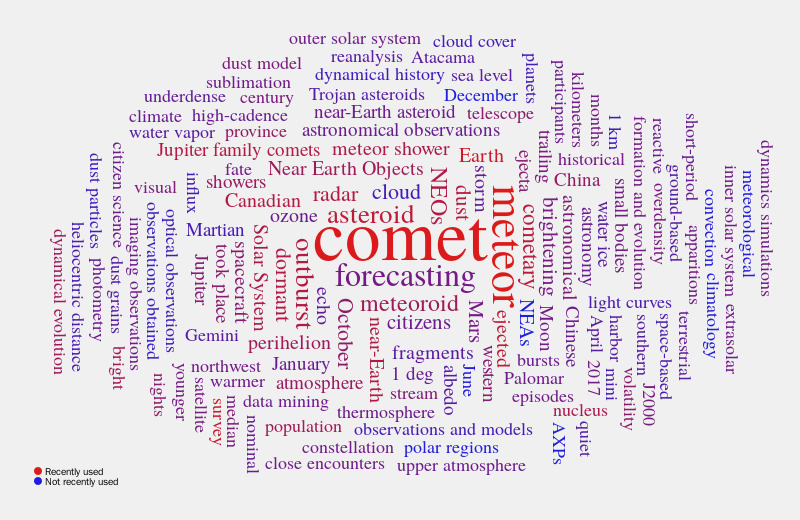 outer solar system
cloud cover
reanalysis
Atacama
dust model
dynamical history
sea level
planets
sublimation
underdense
century
Trojan asteroids
December
participants
kilometers
months
climate
high-cadence
near-Earth asteroid
telescope
1 km
water vapor
province
astronomical observations
trailing
formation and evolution
reactive
short-period
Jupiter family comets
meteor shower
Earth
ejecta
historical
dynamics simulations
citizen science
dust particles
visual
fate
showers
Near Earth Objects
NEOs
storm
China
small bodies
overdensity
ground-based
inner solar system
meteorological
influx
Canadian
radar
cloud
dust
meteor
cometary
brightening
astronomical
astronomy
water ice
apparitions
convection
climatology
Martian
ozone
asteroid
comet
heliocentric distance
dynamical evolution
photometry
dust grains
imaging observations
observations obtained
optical observations
Jupiter
took place
spacecraft
Solar System
dormant
outburst
forecasting
echo
meteoroid
October
citizens
Mars
ejected
NEAs
Moon
Chinese
light curves
April 2017
harbor
southern
space-based
terrestrial
extrasolar
Gemini
perihelion
near-Earth
fragments
western
bursts
bright
nights
younger
northwest
January
1 deg
albedo
June
Palomar
mini
volatility
J2000
satellite
warmer
atmosphere
stream
episodes
survey
median
data mining
thermosphere
nucleus
nominal
population
observations and models
AXPs
quiet
constellation
polar regions
close encounters
upper atmosphere
Recently used
Not recently used